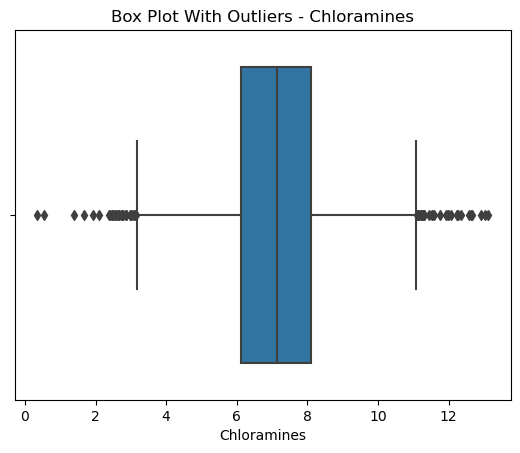 Box Plot With Outliers - Chloramines
0 2 4 6 8 10 12
Chloramines